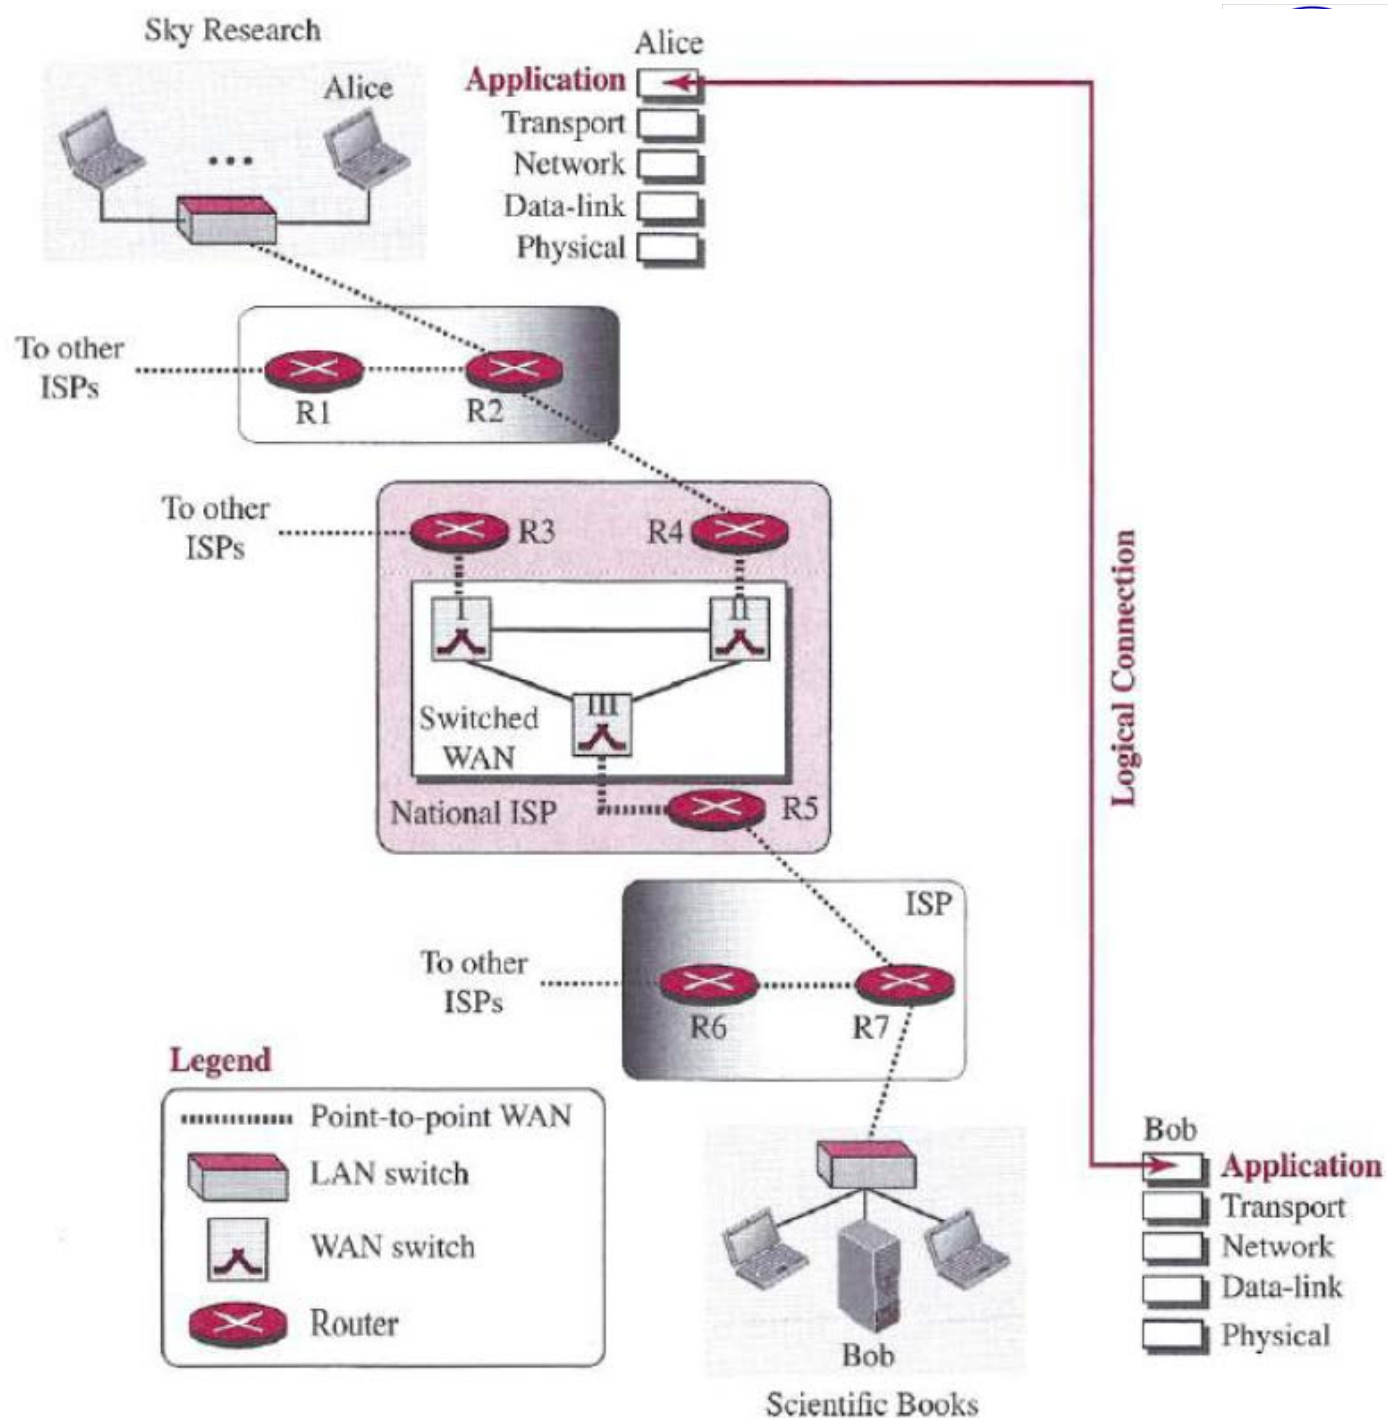 Sky Research
Alice
Alice
Application
Transport
Network
Data-link
Physical
To other
ISPs
R1
R2
To other
ISPs
R3
R4
I
II
III
Switched
WAN
National ISP
R5
Logical Connection
ISP
To other
ISPs
R6
R7
Legend
Point-to-point WAN
LAN switch
WAN switch
Router
Bob
Scientific Books
Bob
Application
Transport
Network
Data-link
Physical